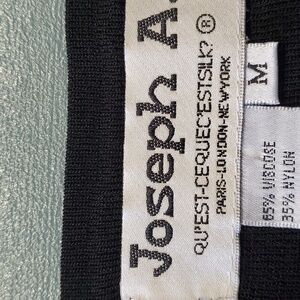 Joseph A.
QU'EST-CEQUEC'ESTSILK? ®
PARIS-LONDON-NEWYORK
M
65% VISCOSE
35% NYLON